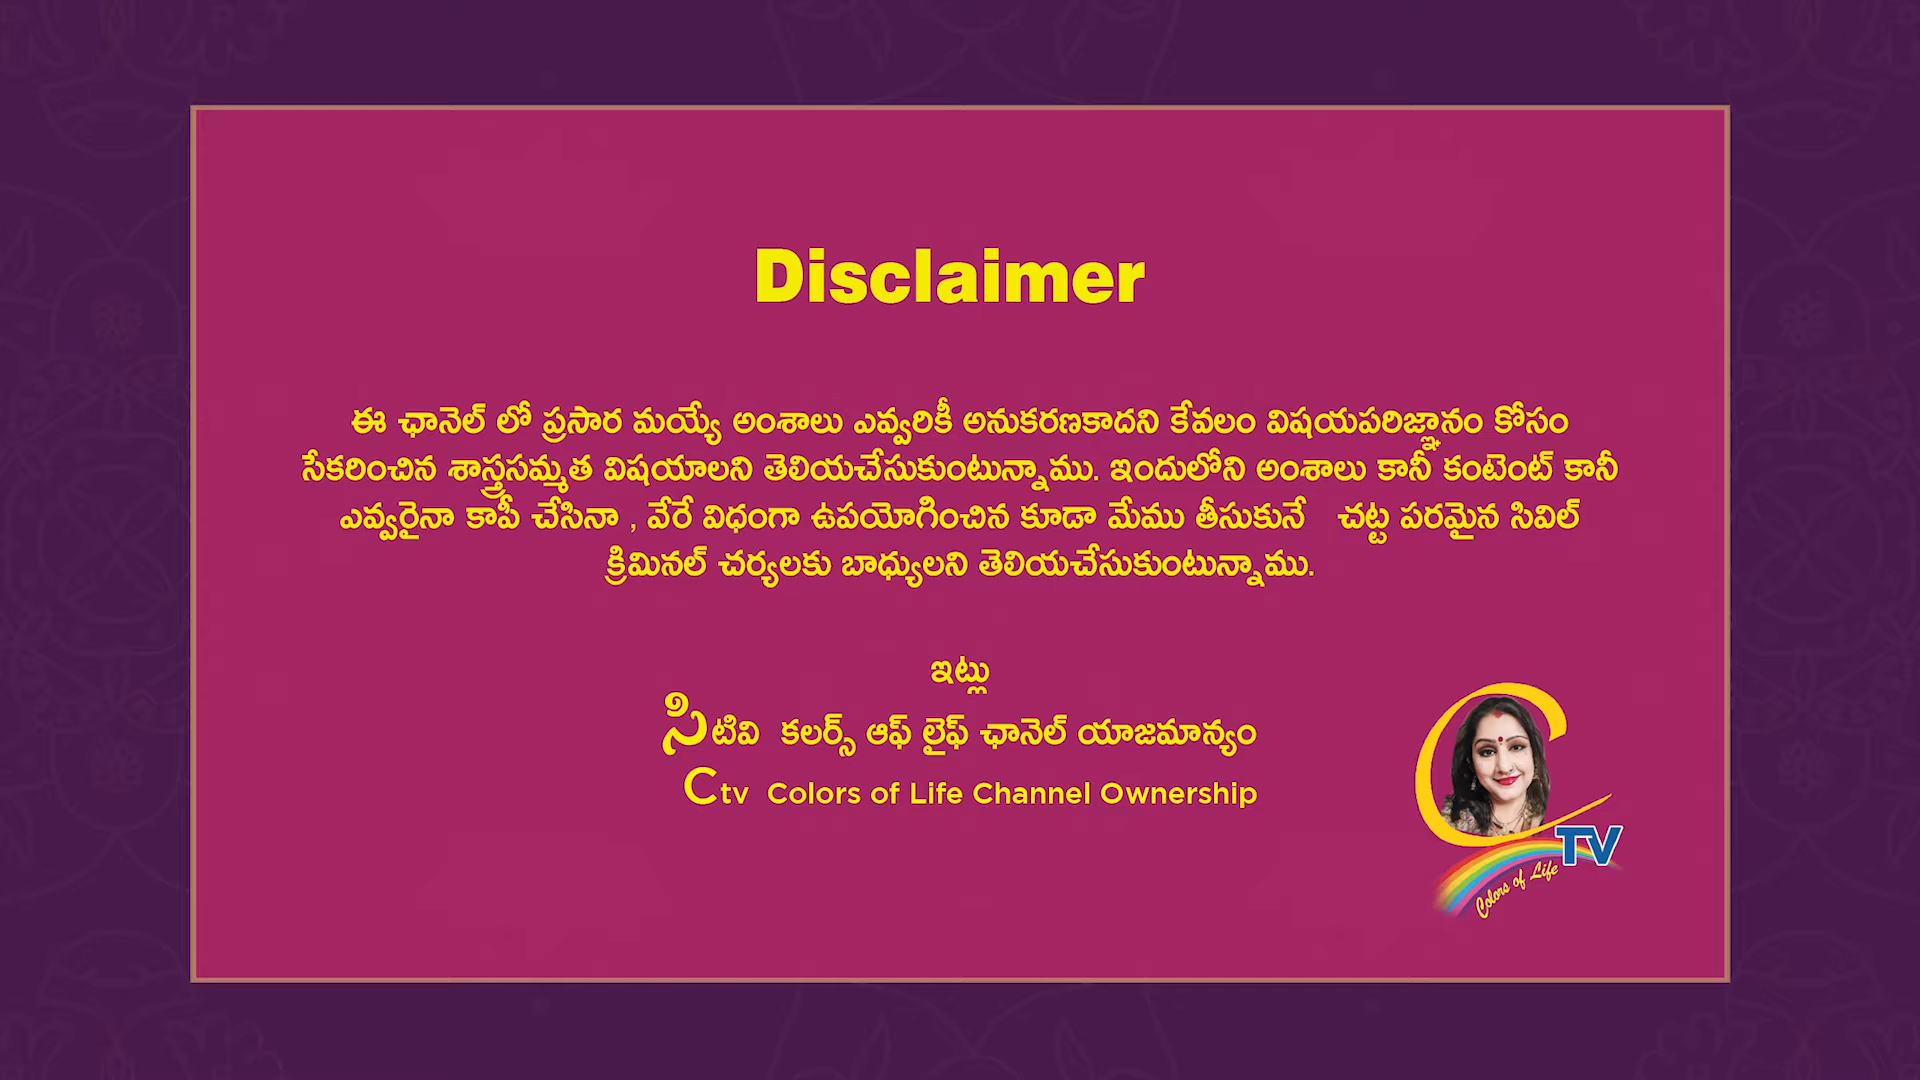 Disclaimer
ఈ ఛానెల్ లో ప్రసార మయ్యే అంశాలు ఎవ్వరికీ అనుకరణకాదని కేవలం విషయపరిజ్ఞానం కోసం
సేకరించిన శాస్త్రసమ్మత విషయాలని తెలియచేసుకుంటున్నాము. ఇందులోని అంశాలు కానీ కంటెంట్ కానీ
ఎవ్వరైనా కాపీ చేసినా , వేరే విధంగా ఉపయోగించిన కూడా మేము తీసుకునే చట్ట పరమైన సివిల్
క్రిమినల్ చర్యలకు బాధ్యులని తెలియచేసుకుంటున్నాము.
ఇట్లు
సిటివి కలర్స్ ఆఫ్ లైఫ్ ఛానెల్ యాజమాన్యం
Ctv Colors of Life Channel Ownership
C TV
Colors of Life